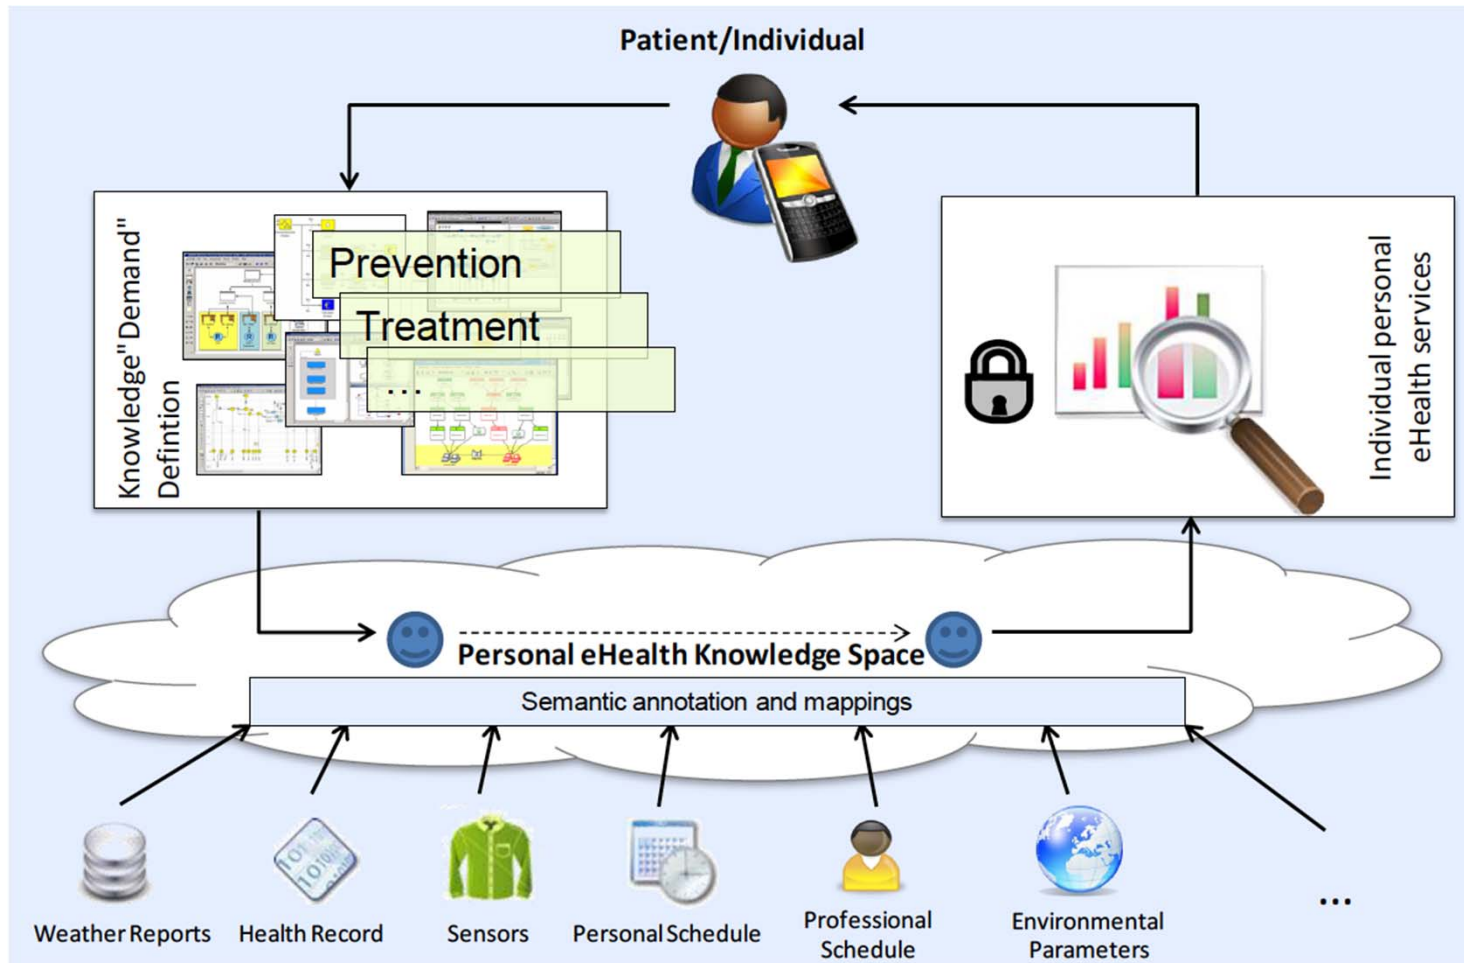 Patient/Individual
Knowledge" Demand"
Defintion
Prevention
Treatment
...
Individual personal
eHealth services
Personal eHealth Knowledge Space
Semantic annotation and mappings
Weather Reports
Health Record
Sensors
Personal Schedule
Professional
Schedule
Environmental
Parameters
...